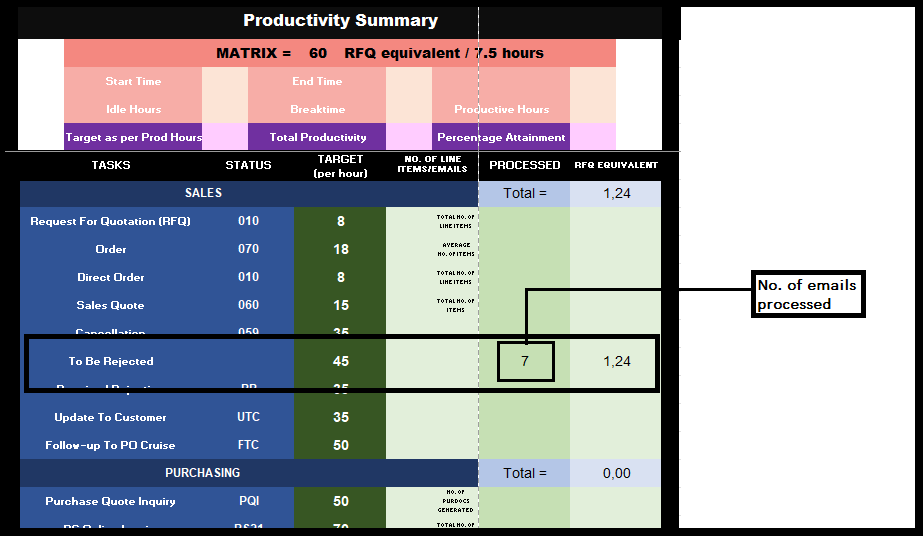 Productivity Summary
MATRIX = 60 RFQ equivalent / 7.5 hours
Start Time End Time
Idle Hours Breaktime Productive Hours
Target as per Prod Hours Total Productivity Percentage Attainment
TASKS STATUS TARGET (per hour) NO. OF LINE ITEMS/EMAILS PROCESSED RFQ EQUIVALENT
SALES Total = 1,24
Request For Quotation (RFQ) 010 8 TOTAL NO. OF LINE ITEMS
Order 070 18 AVERAGE NO. OF ITEMS
Direct Order 010 8 TOTAL NO. OF LINE ITEMS
Sales Quote 060 15 TOTAL NO. OF ITEMS
Cancellation 059 35
To Be Rejected 45 7 1,24
No. of emails
processed
35
Update To Customer UTC 35
Follow-up To PO Cruise FTC 50
PURCHASING Total = 0,00
Purchase Quote Inquiry PQI 50 NO. OF PURDOCS GENERATED
TOTAL NO. OF